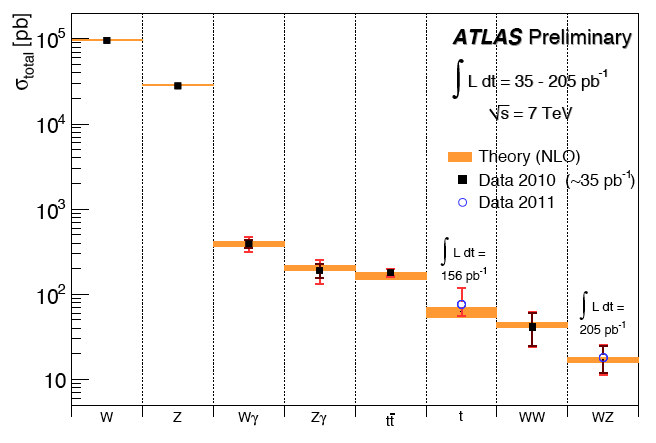 σtotal [pb]
10⁵
10⁴
10³
10²
10
ATLAS Preliminary
∫ L dt = 35 - 205 pb⁻¹
√s = 7 TeV
Theory (NLO)
Data 2010 (~35 pb⁻¹)
Data 2011
∫ L dt =
156 pb⁻¹
∫ L dt =
205 pb⁻¹
W Z Wγ Zγ tt̄ t WW WZ